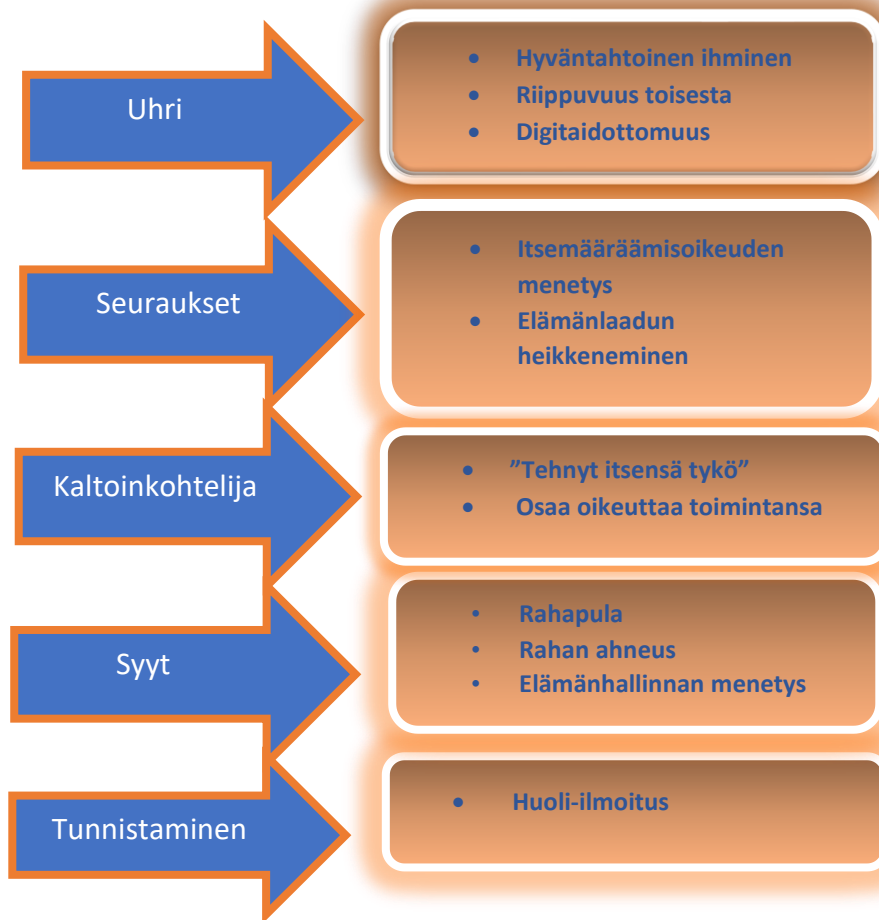 Uhri
• Hyväntahtoinen ihminen
• Riippuvuus toisesta
• Digitaidottomuus
Seuraukset
• Itsemääräämisoikeuden
menetys
• Elämänlaadun
heikkeneminen
Kaltoinkohtelija
• ”Tehnyt itsensä tykö”
• Osaa oikeuttaa toimintansa
Syyt
• Rahapula
• Rahan ahneus
• Elämänhallinnan menetys
Tunnistaminen
• Huoli-ilmoitus